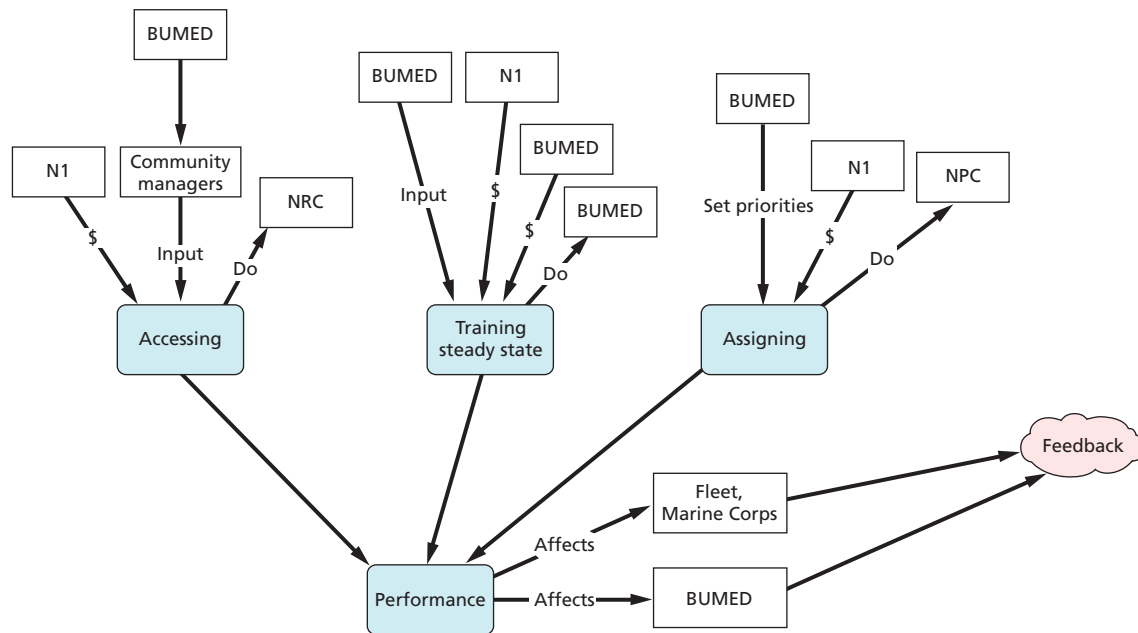 BUMED
BUMED
N1
BUMED
BUMED
N1
Community
managers
NRC
BUMED
N1
NPC
Input
$
BUMED
Set priorities
$
Input
Do
$
Do
$
Do
Accessing
Training
steady state
Assigning
Feedback
Fleet,
Marine Corps
Affects
Performance
Affects
BUMED